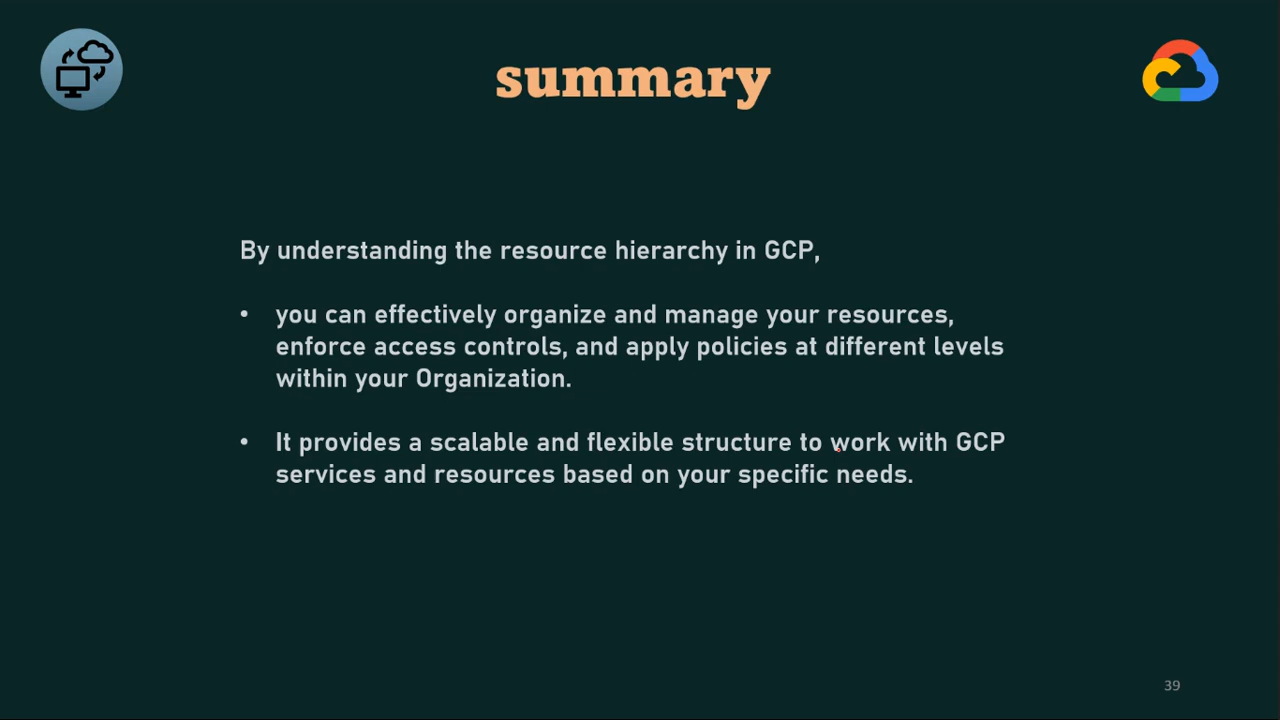 summary
By understanding the resource hierarchy in GCP,
• you can effectively organize and manage your resources,
enforce access controls, and apply policies at different levels
within your Organization.
• It provides a scalable and flexible structure to work with GCP
services and resources based on your specific needs.
39